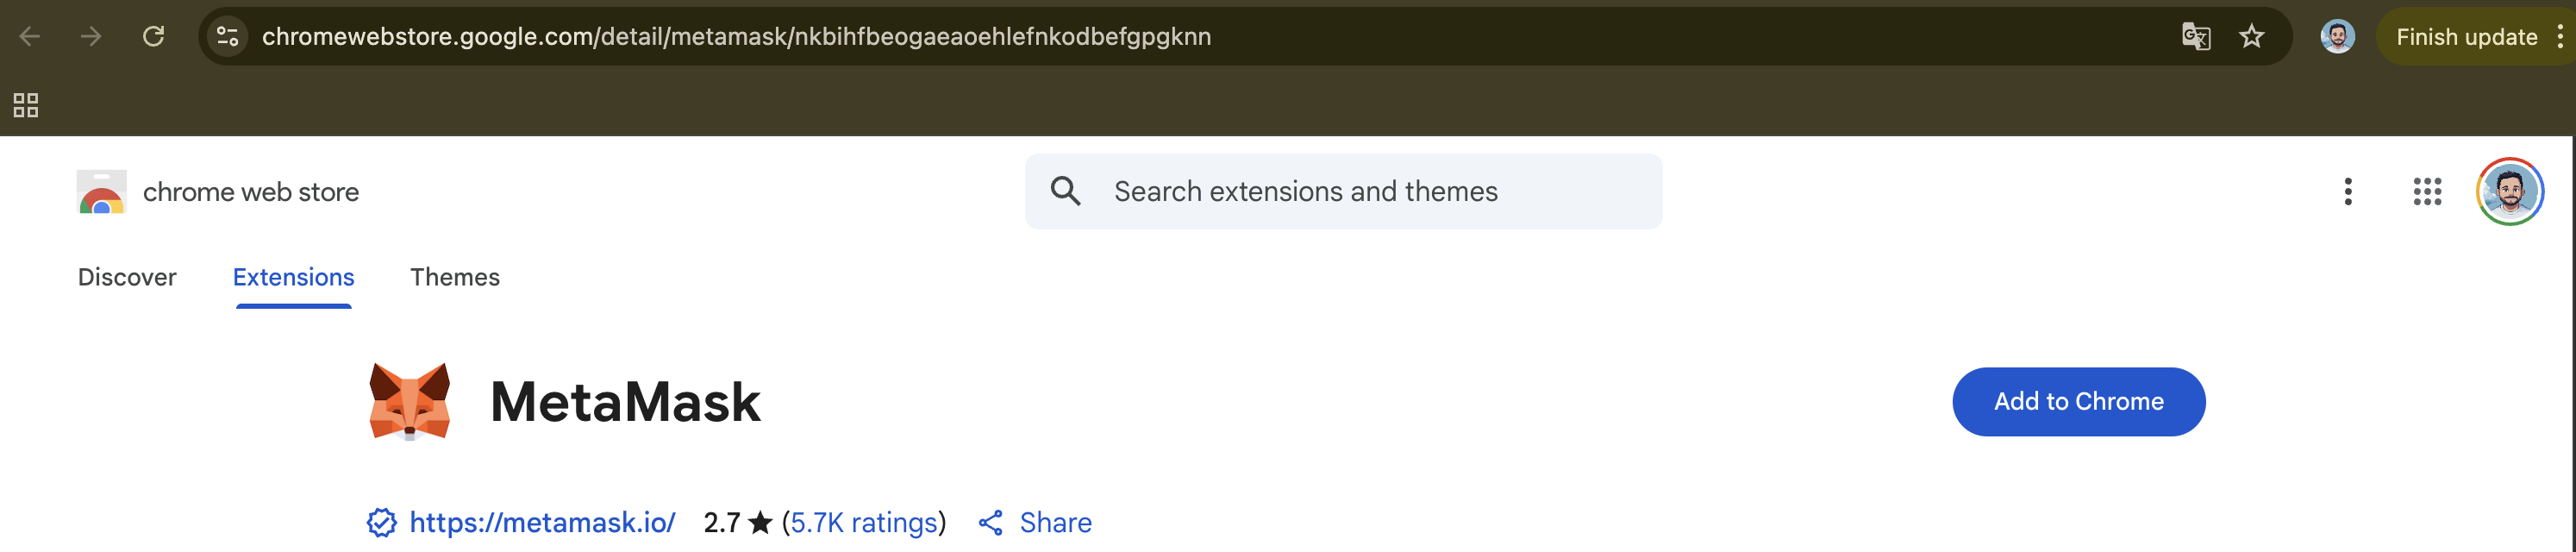 chromewebstore.google.com/detail/metamask/nkbihfbeogaeaoehlefnkodbefgpgknn
Finish update
chrome web store
Search extensions and themes
Discover Extensions Themes
MetaMask
Add to Chrome
https://metamask.io/ 2.7 ★ (5.7K ratings) Share